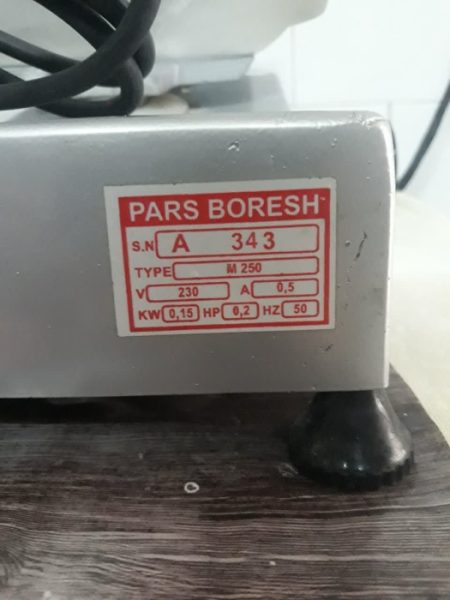 PARS BORESH
S.N A 343
TYPE M 250
V 230 A 0,5
KW 0,15 HP 0,2 HZ 50